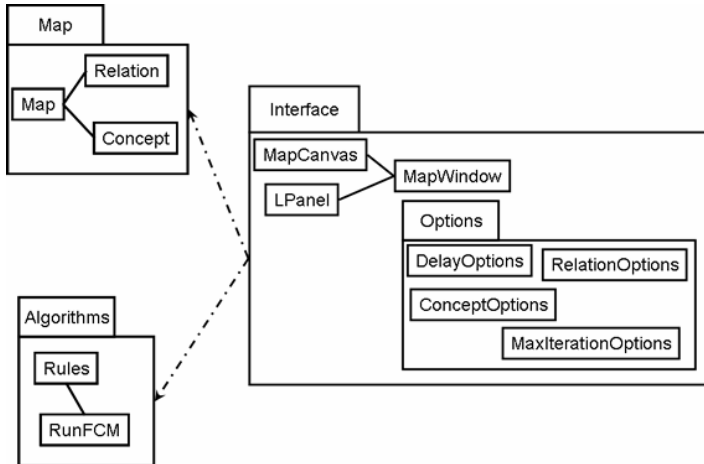 Map
Relation
Map
Concept
Interface
MapCanvas
MapWindow
LPanel
Options
DelayOptions
RelationOptions
ConceptOptions
MaxIterationOptions
Algorithms
Rules
RunFCM